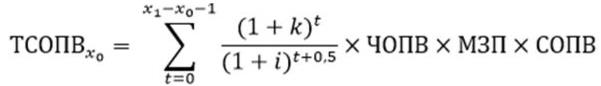 ТСОПВ_{x_0} = \sum_{t=0}^{x_1-x_0-1} \frac{(1+k)^t}{(1+i)^{t+0,5}} × ЧОПВ × МЗП × СОПВ